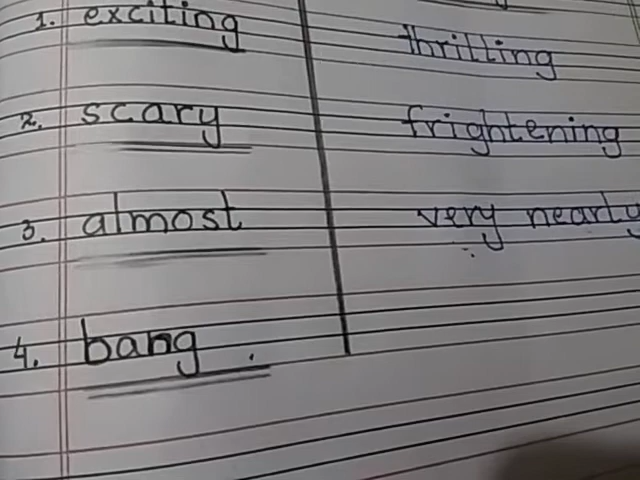 1. exciting thrilling
2. scary frightening
3. almost very nearly
4. bang